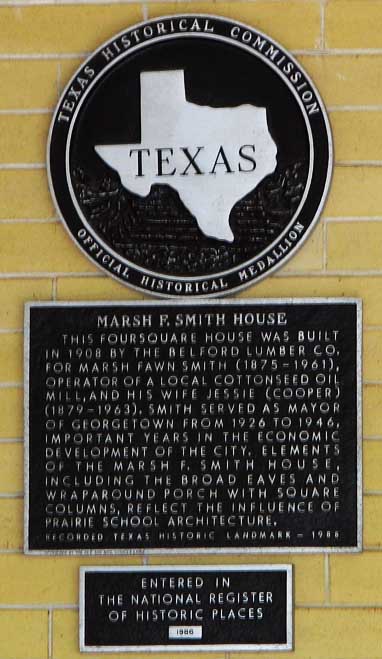 TEXAS HISTORICAL COMMISSION
TEXAS
OFFICIAL HISTORICAL MEDALLION
MARSH F. SMITH HOUSE
THIS FOURSQUARE HOUSE WAS BUILT
IN 1908 BY THE BELFORD LUMBER CO.
FOR MARSH FAWN SMITH (1875-1961),
OPERATOR OF A LOCAL COTTONSEED OIL
MILL, AND HIS WIFE JESSIE (COOPER)
(1879-1963). SMITH SERVED AS MAYOR
OF GEORGETOWN FROM 1926 TO 1946,
IMPORTANT YEARS IN THE ECONOMIC
DEVELOPMENT OF THE CITY. ELEMENTS
OF THE MARSH F. SMITH HOUSE,
INCLUDING THE BROAD EAVES AND
WRAPAROUND PORCH WITH SQUARE
COLUMNS, REFLECT THE INFLUENCE OF
PRAIRIE SCHOOL ARCHITECTURE.
RECORDED TEXAS HISTORIC LANDMARK - 1988
ENTERED IN
THE NATIONAL REGISTER
OF HISTORIC PLACES
1986